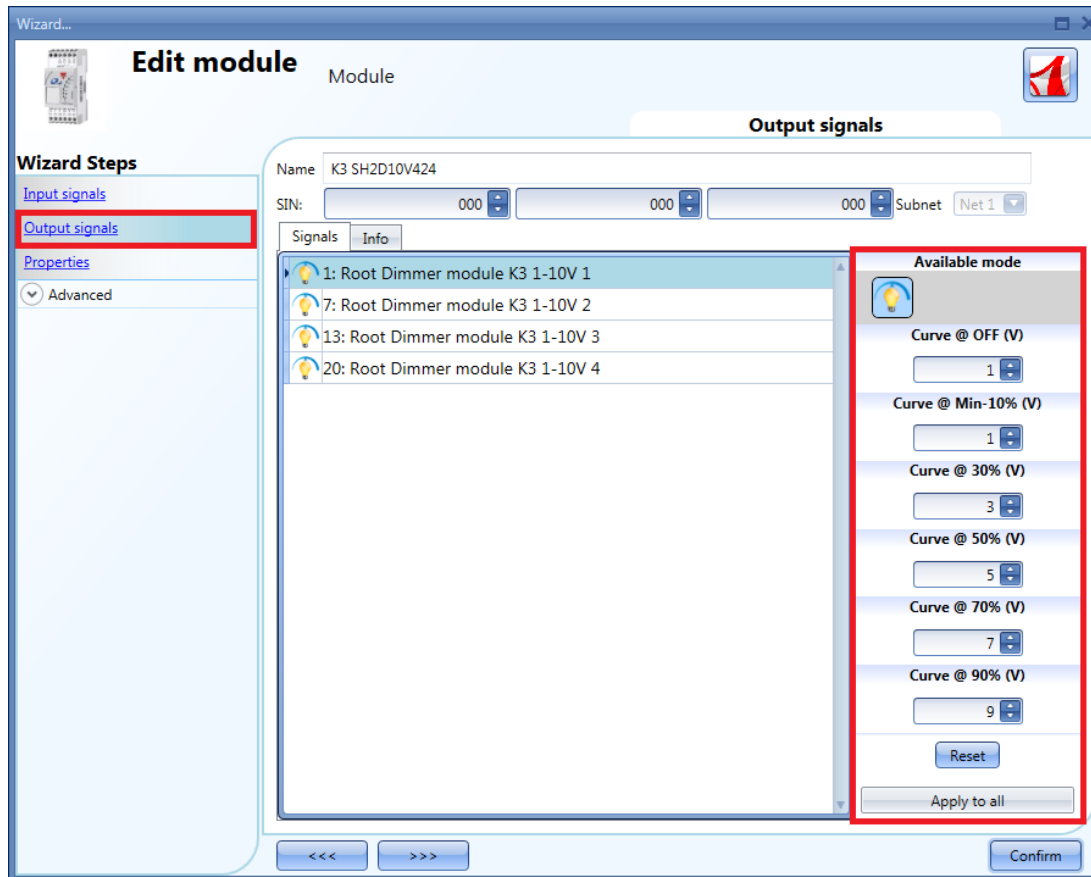 Wizard...
Edit module
Module
Output signals
Wizard Steps
Input signals
Output signals
Properties
Advanced
Name K3 SH2D10V424
SIN: 000 000 000 Subnet Net 1
Signals Info
1: Root Dimmer module K3 1-10V 1
7: Root Dimmer module K3 1-10V 2
13: Root Dimmer module K3 1-10V 3
20: Root Dimmer module K3 1-10V 4
Available mode
Curve @ OFF (V)
1
Curve @ Min-10% (V)
1
Curve @ 30% (V)
3
Curve @ 50% (V)
5
Curve @ 70% (V)
7
Curve @ 90% (V)
9
Reset
Apply to all
<<< >>> Confirm